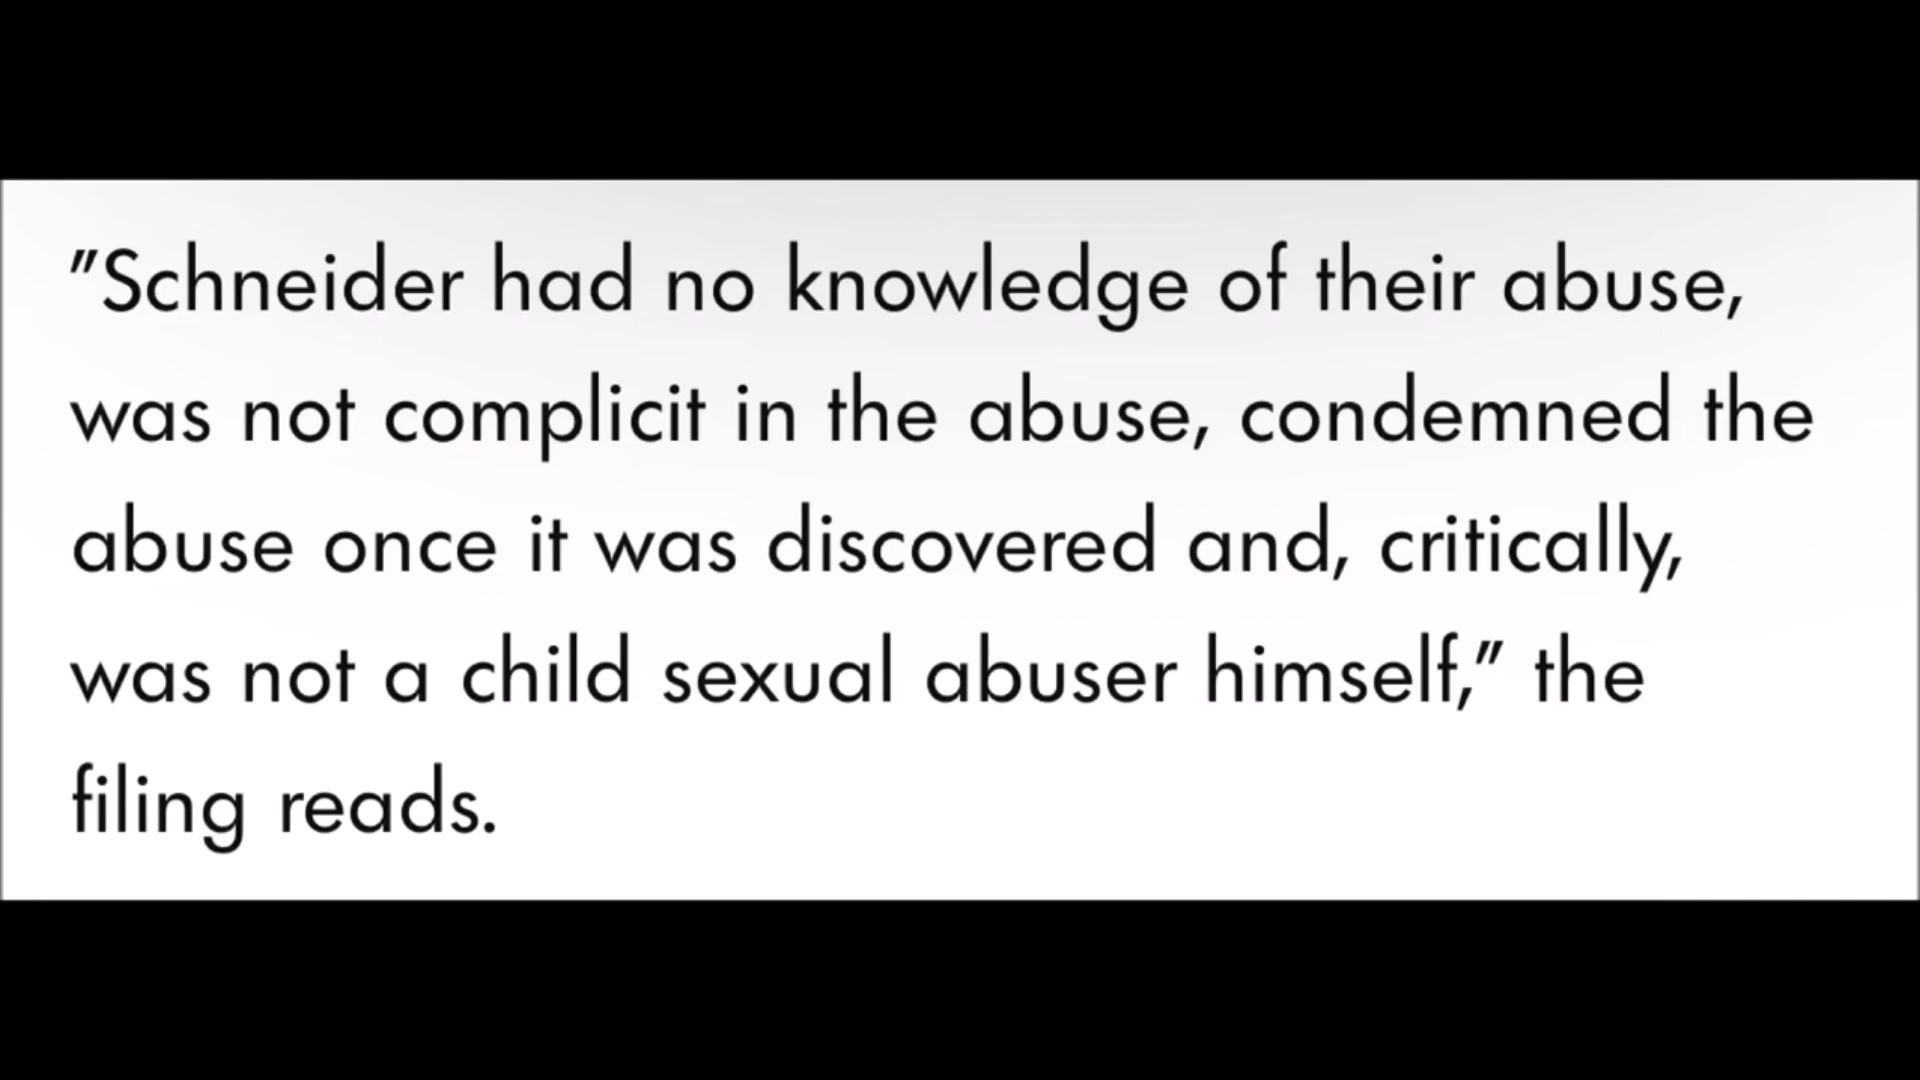 "Schneider had no knowledge of their abuse,
was not complicit in the abuse, condemned the
abuse once it was discovered and, critically,
was not a child sexual abuser himself," the
filing reads.